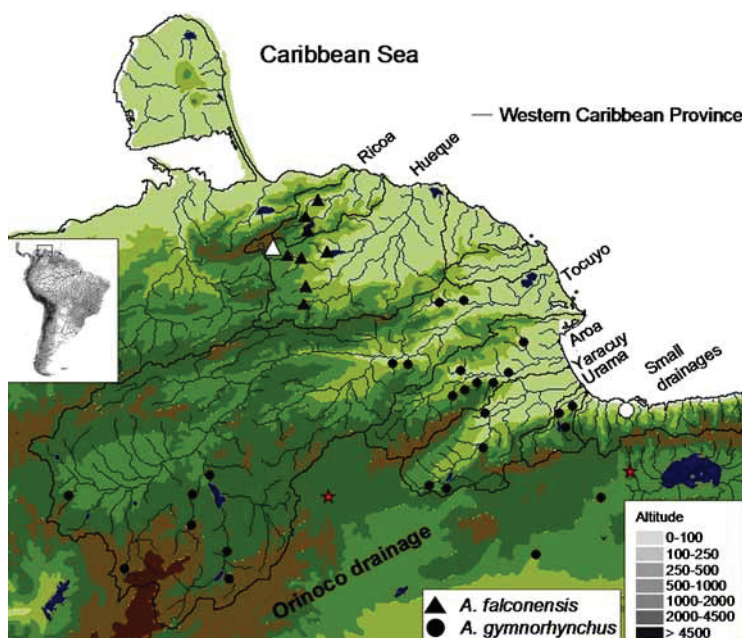 Caribbean Sea
— Western Caribbean Province
Ricoa
Hueque
Tocuyo
Aroa
Yaracuy
Urama
Small
drainages
Orinoco drainage
Altitude
0-100
100-250
250-500
500-1000
1000-2000
2000-4500
> 4500
A. falconensis
A. gymnorhynchus